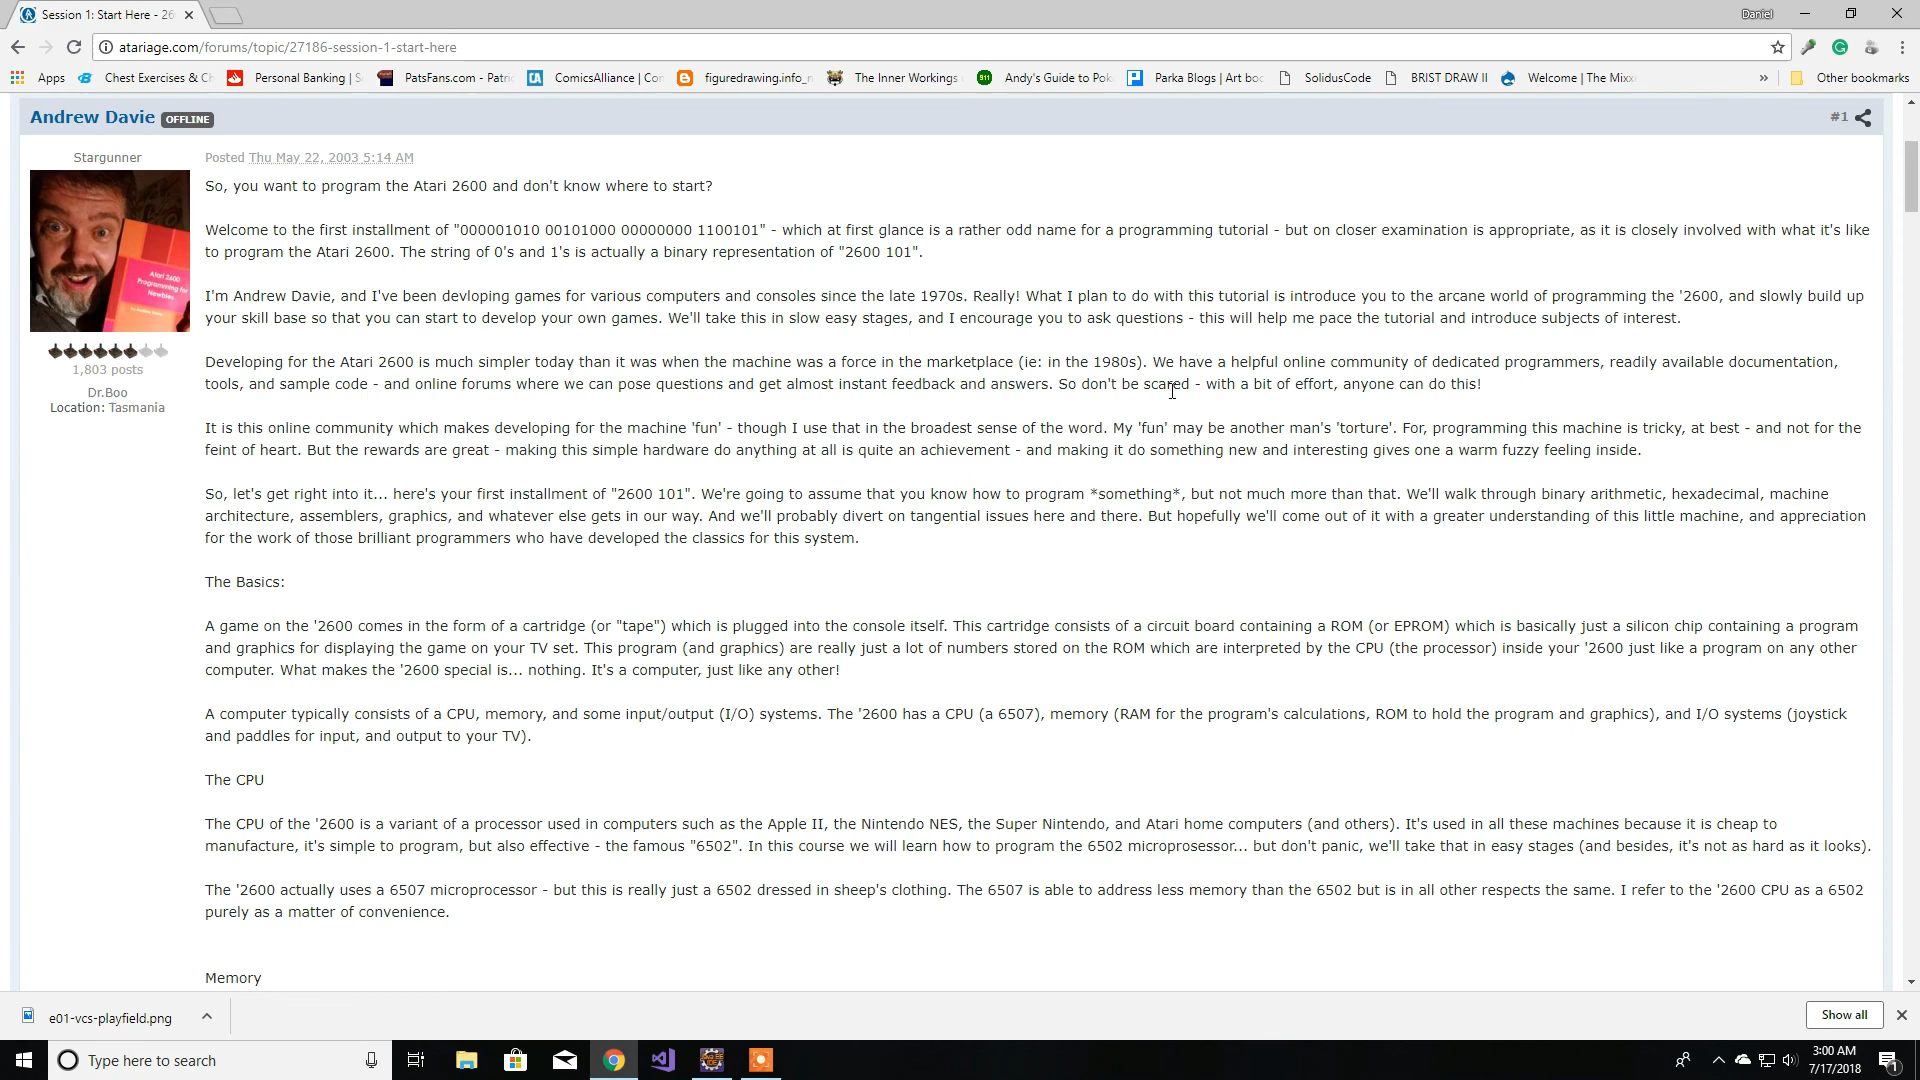 Session 1: Start Here - 26
Daniel
atariage.com/forums/topic/27186-session-1-start-here
Apps
Chest Exercises & Ch
Personal Banking | S
PatsFans.com - Patri
ComicsAlliance | Con
figuredrawing.info_n
The Inner Workings
Andy's Guide to Pok
Parka Blogs | Art boo
SolidusCode
BRIST DRAW II
Welcome | The Mixx
»
Other bookmarks
Andrew Davie OFFLINE
#1
Stargunner
Posted Thu May 22, 2003 5:14 AM
So, you want to program the Atari 2600 and don't know where to start?
Welcome to the first installment of "000001010 00101000 00000000 1100101" - which at first glance is a rather odd name for a programming tutorial - but on closer examination is appropriate, as it is closely involved with what it's like
to program the Atari 2600. The string of 0's and 1's is actually a binary representation of "2600 101".
I'm Andrew Davie, and I've been devloping games for various computers and consoles since the late 1970s. Really! What I plan to do with this tutorial is introduce you to the arcane world of programming the '2600, and slowly build up
your skill base so that you can start to develop your own games. We'll take this in slow easy stages, and I encourage you to ask questions - this will help me pace the tutorial and introduce subjects of interest.
Atari 2600
Programming for
Newbies
1,803 posts
Dr.Boo
Location: Tasmania
Developing for the Atari 2600 is much simpler today than it was when the machine was a force in the marketplace (ie: in the 1980s). We have a helpful online community of dedicated programmers, readily available documentation,
tools, and sample code - and online forums where we can pose questions and get almost instant feedback and answers. So don't be scared - with a bit of effort, anyone can do this!
It is this online community which makes developing for the machine 'fun' - though I use that in the broadest sense of the word. My 'fun' may be another man's 'torture'. For, programming this machine is tricky, at best - and not for the
feint of heart. But the rewards are great - making this simple hardware do anything at all is quite an achievement - and making it do something new and interesting gives one a warm fuzzy feeling inside.
So, let's get right into it... here's your first installment of "2600 101". We're going to assume that you know how to program *something*, but not much more than that. We'll walk through binary arithmetic, hexadecimal, machine
architecture, assemblers, graphics, and whatever else gets in our way. And we'll probably divert on tangential issues here and there. But hopefully we'll come out of it with a greater understanding of this little machine, and appreciation
for the work of those brilliant programmers who have developed the classics for this system.
The Basics:
A game on the '2600 comes in the form of a cartridge (or "tape") which is plugged into the console itself. This cartridge consists of a circuit board containing a ROM (or EPROM) which is basically just a silicon chip containing a program
and graphics for displaying the game on your TV set. This program (and graphics) are really just a lot of numbers stored on the ROM which are interpreted by the CPU (the processor) inside your '2600 just like a program on any other
computer. What makes the '2600 special is... nothing. It's a computer, just like any other!
A computer typically consists of a CPU, memory, and some input/output (I/O) systems. The '2600 has a CPU (a 6507), memory (RAM for the program's calculations, ROM to hold the program and graphics), and I/O systems (joystick
and paddles for input, and output to your TV).
The CPU
The CPU of the '2600 is a variant of a processor used in computers such as the Apple II, the Nintendo NES, the Super Nintendo, and Atari home computers (and others). It's used in all these machines because it is cheap to
manufacture, it's simple to program, but also effective - the famous "6502". In this course we will learn how to program the 6502 microprosessor... but don't panic, we'll take that in easy stages (and besides, it's not as hard as it looks).
The '2600 actually uses a 6507 microprocessor - but this is really just a 6502 dressed in sheep's clothing. The 6507 is able to address less memory than the 6502 but is in all other respects the same. I refer to the '2600 CPU as a 6502
purely as a matter of convenience.
Memory
e01-vcs-playfield.png
Show all
Type here to search
3:00 AM
7/17/2018
1